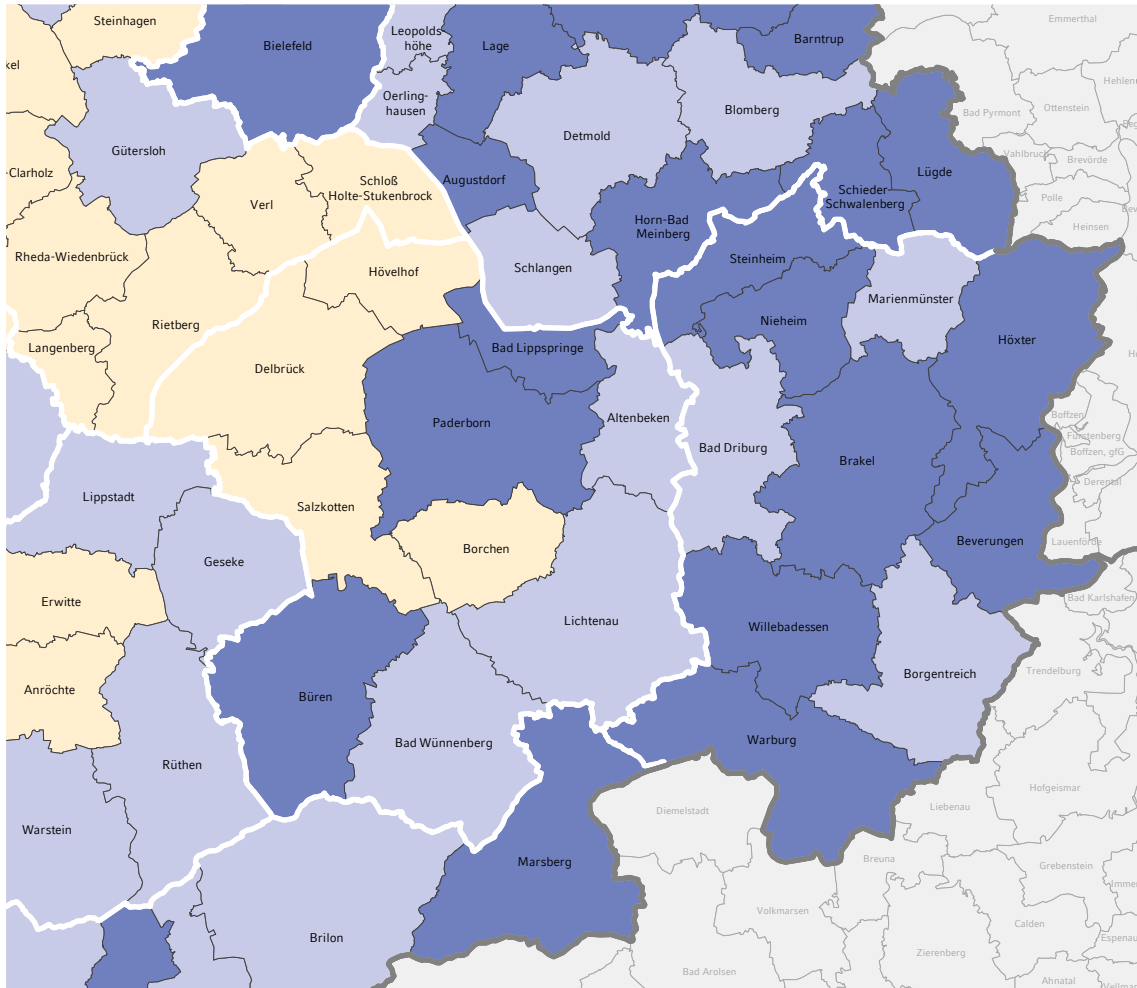 Steinhagen
Bielefeld
Leopolds-
höhe
Lage
Barntrup
Emmerthal
kel
Oerling-
hausen
Blomberg
Ottenstein
Bad Pyrmont
Detmold
Gütersloh
Vahlbruch
Brevörde
-Clarholz
Augustdorf
Lügde
Schloß
Holte-Stukenbrock
Verl
Schieder
Schwalenberg
Polle
Horn-Bad
Meinberg
Heinsen
Rheda-Wiedenbrück
Steinheim
Hövelhof
Schlangen
Marienmünster
Rietberg
Nieheim
Höxter
Langenberg
Bad Lippspringe
Delbrück
Boffzen
Altenbeken
Paderborn
Fürstenberg
Bad Driburg
Boffzen, gfG
Brakel
Derental
Lippstadt
Salzkotten
Beverungen
Lauenförde
Borchen
Geseke
Erwitte
Bad Karlshafen
Lichtenau
Willebadessen
Trendelburg
Borgentreich
Anröchte
Büren
Bad Wünnenberg
Warburg
Rüthen
Hofgeismar
Diemelstadt
Liebenau
Warstein
Marsberg
Breuna
Grebenstein
Volkmarsen
Calden
Brilon
Espenau
Zierenberg
Bad Arolsen
Ahnatal